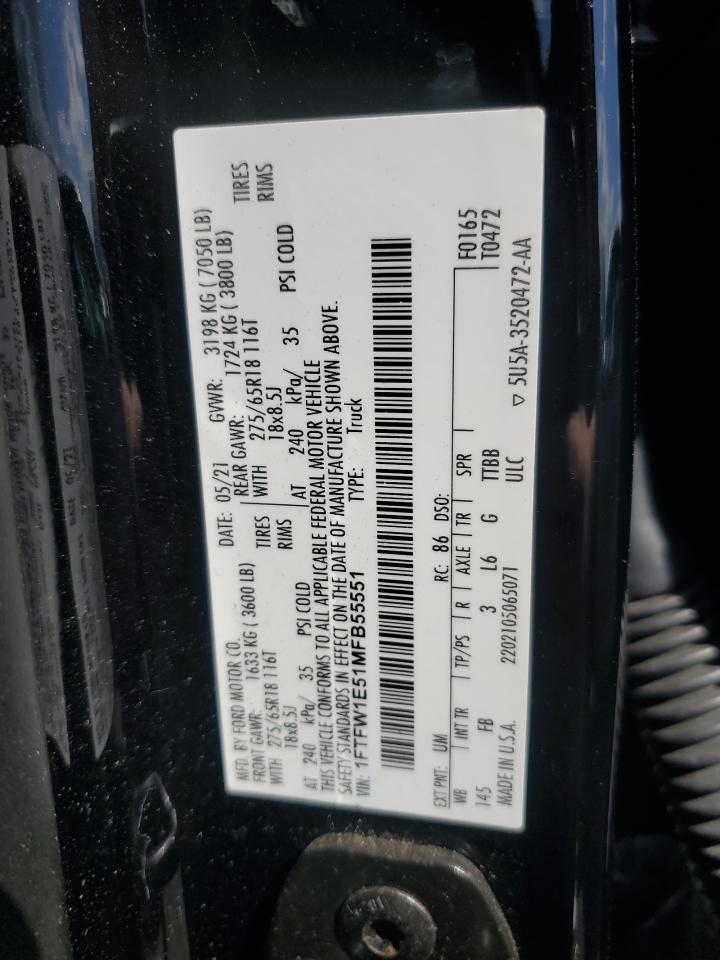 MFD. BY FORD MOTOR CO.
DATE: 05/21 GVWR: 3198 KG ( 7050 LB)
FRONT GAWR: 1633 KG (3600 LB)
REAR GAWR: 1724 KG ( 3800 LB)
WITH 275/65R18 116T TIRES
WITH 275/65R18 116T TIRES
18x8.5J RIMS
18x8.5J RIMS
AT 240 kPa/ 35 PSI COLD
AT 240 kPa/ 35 PSI COLD
THIS VEHICLE CONFORMS TO ALL APPLICABLE FEDERAL MOTOR VEHICLE
SAFETY STANDARDS IN EFFECT ON THE DATE OF MANUFACTURE SHOWN ABOVE.
VIN: 1FTFW1E51MFB55551 TYPE: Truck
EXT PNT: UM RC: 86 DSO:
WB INT TR TP/PS R AXLE TR SPR F0165
145 FB 3 L6 G TTBB T0472
MADE IN U.S.A. 2202105065071 ULC ▽ 5U5A-3520472-AA